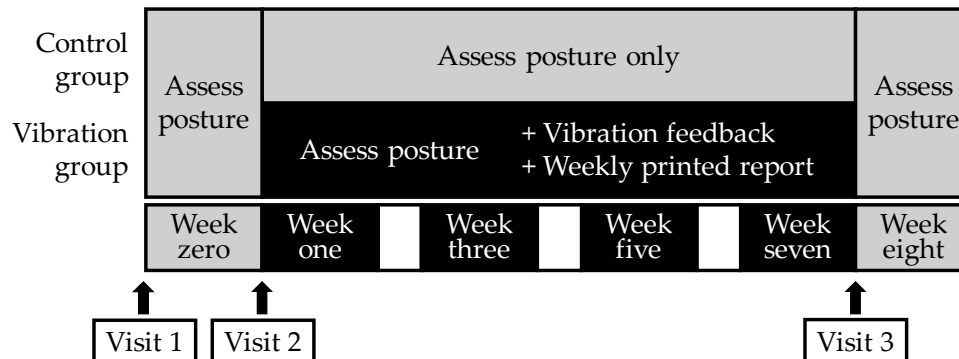 Control
group
Assess
posture
Assess posture only
Assess
posture
Vibration
group
Assess posture
+ Vibration feedback
+ Weekly printed report
Week
zero
Week
one
Week
three
Week
five
Week
seven
Week
eight
Visit 1
Visit 2
Visit 3